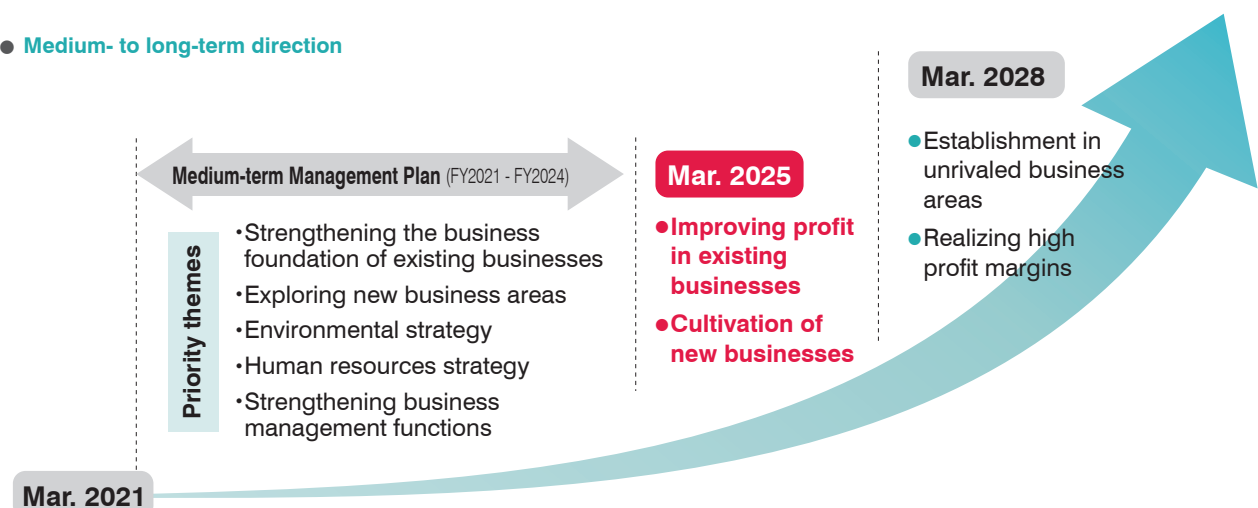 ● Medium- to long-term direction
Medium-term Management Plan (FY2021 - FY2024)
Priority themes
・Strengthening the business
foundation of existing businesses
・Exploring new business areas
・Environmental strategy
・Human resources strategy
・Strengthening business
management functions
Mar. 2021
Mar. 2025
●Improving profit
in existing
businesses
●Cultivation of
new businesses
Mar. 2028
●Establishment in
unrivaled business
areas
●Realizing high
profit margins